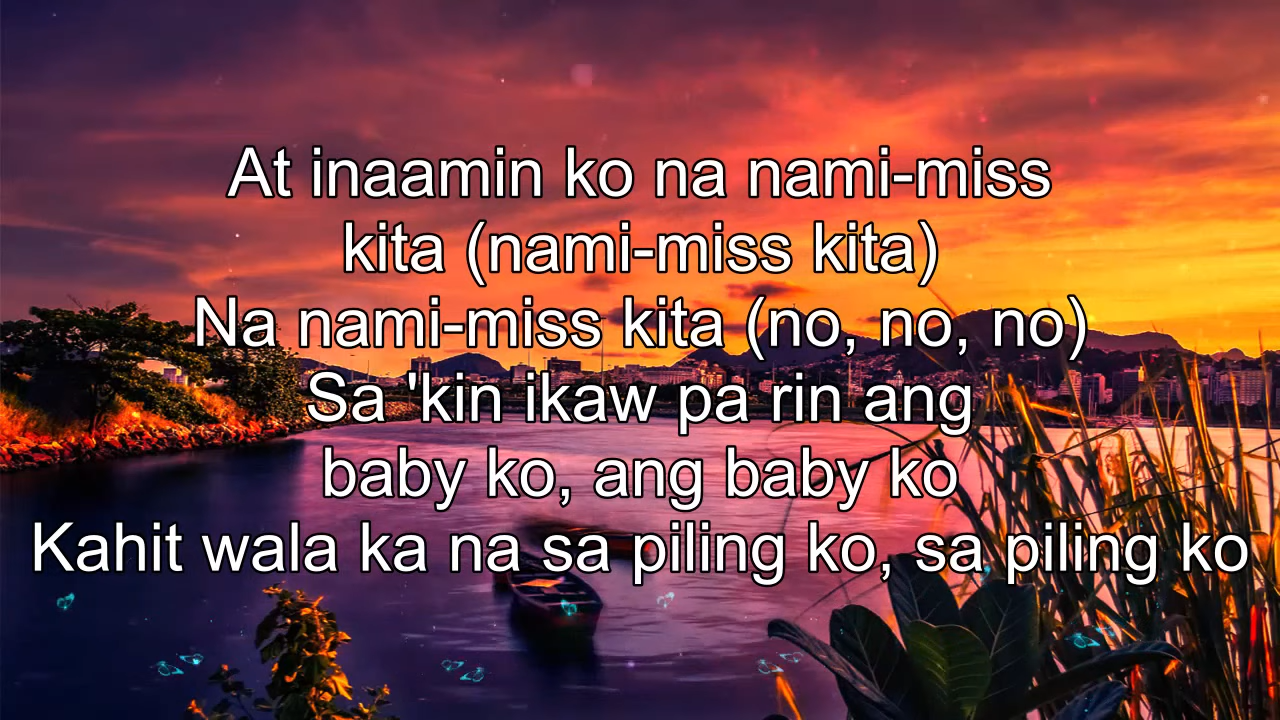 At inaamin ko na nami-miss
kita (nami-miss kita)
Na nami-miss kita (no, no, no)
Sa 'kin ikaw pa rin ang
baby ko, ang baby ko
Kahit wala ka na sa piling ko, sa piling ko